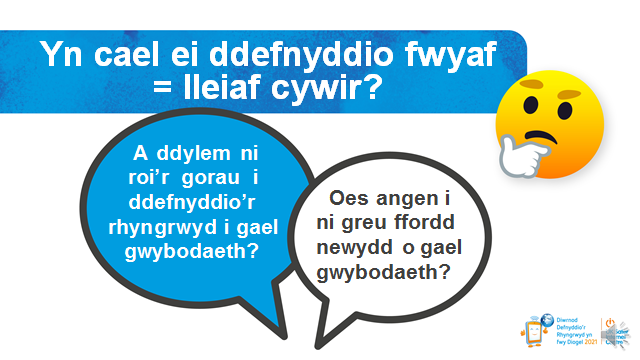 Yn cael ei ddefnyddio fwyaf
= lleiaf cywir?
A ddylem ni
roi'r gorau i
ddefnyddio'r
rhyngrwyd i gael
gwybodaeth?
Oes angen i
ni greu ffordd
newydd o gael
gwybodaeth?
Diwrnod
Defnyddio'r
Rhyngrwyd yn
fwy Diogel 2021